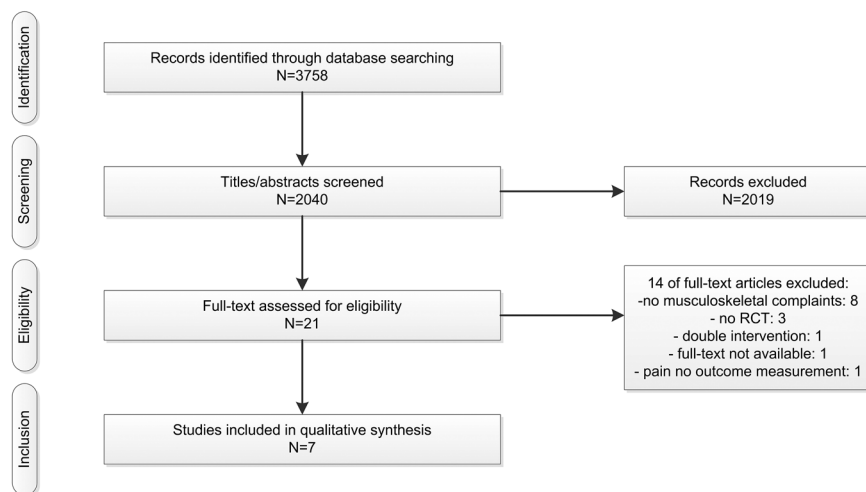 Identification
Records identified through database searching
N=3758
Screening
Titles/abstracts screened
N=2040
Records excluded
N=2019
Eligibility
Full-text assessed for eligibility
N=21
14 of full-text articles excluded:
-no musculoskeletal complaints: 8
- no RCT: 3
- double intervention: 1
- full-text not available: 1
- pain no outcome measurement: 1
Inclusion
Studies included in qualitative synthesis
N=7